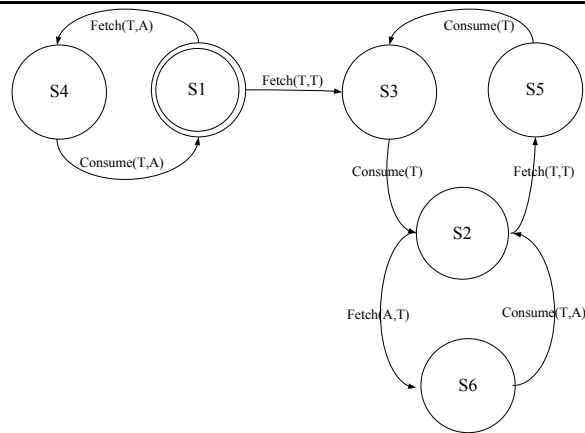 Fetch(T,A)
Consume(T)
S4
S1
Fetch(T,T)
S3
S5
Consume(T,A)
Consume(T)
Fetch(T,T)
S2
Fetch(A,T)
Consume(T,A)
S6